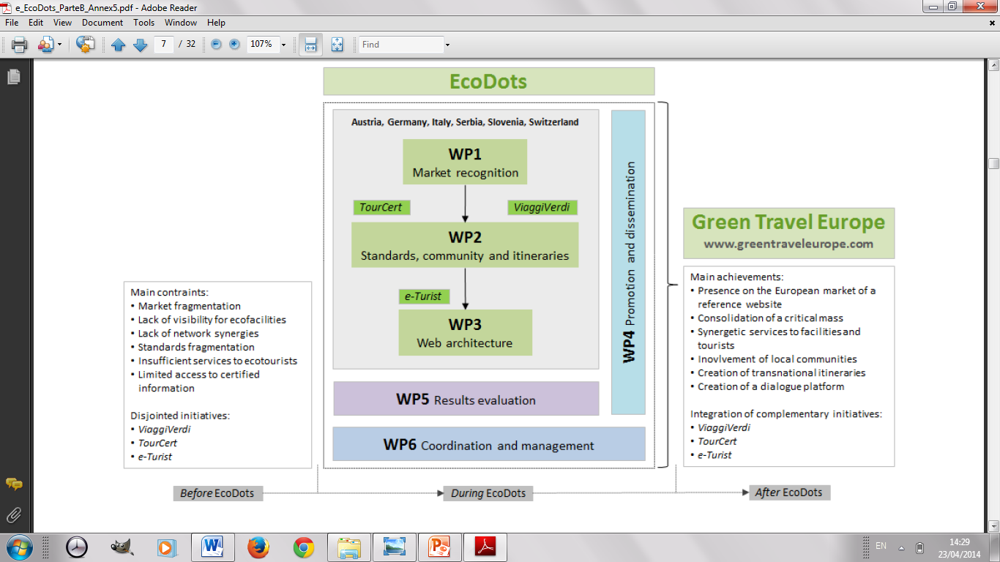 e_EcoDots_ParteB_Annex5.pdf - Adobe Reader
File Edit View Document Tools Window Help
7 / 32 107% Find
EcoDots
Austria, Germany, Italy, Serbia, Slovenia, Switzerland
WP1
Market recognition
TourCert
ViaggiVerdi
WP2
Standards, community and itineraries
e-Turist
WP3
Web architecture
WP4 Promotion and dissemination
WP5 Results evaluation
WP6 Coordination and management
Main contraints:
• Market fragmentation
• Lack of visibility for ecofacilities
• Lack of network synergies
• Standards fragmentation
• Insufficient services to ecotourists
• Limited access to certified
information
Disjointed initiatives:
• ViaggiVerdi
• TourCert
• e-Turist
Green Travel Europe
www.greentraveleurope.com
Main achievements:
• Presence on the European market of a
reference website
• Consolidation of a critical mass
• Synergetic services to facilities and
tourists
• Inovlvement of local communities
• Creation of transnational itineraries
• Creation of a dialogue platform
Integration of complementary initiatives:
• ViaggiVerdi
• TourCert
• e-Turist
Before EcoDots
During EcoDots
After EcoDots
EN
14:29
23/04/2014